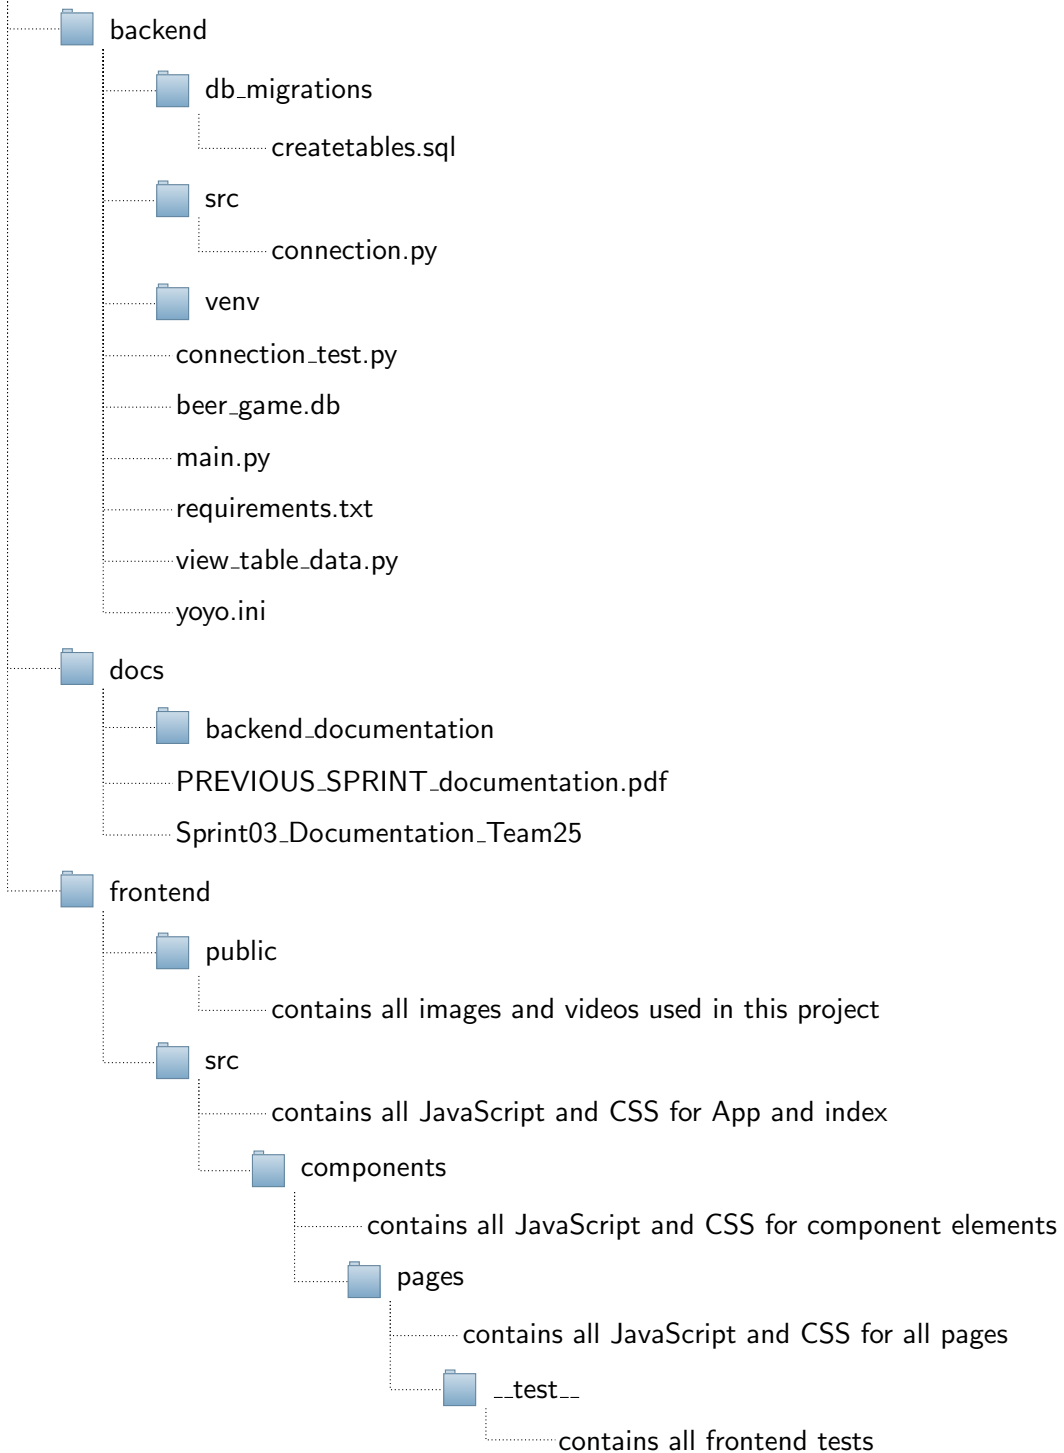 backend
db_migrations
createtables.sql
src
connection.py
venv
connection_test.py
beer_game.db
main.py
requirements.txt
view_table_data.py
yoyo.ini
docs
backend_documentation
PREVIOUS_SPRINT_documentation.pdf
Sprint03_Documentation_Team25
frontend
public
contains all images and videos used in this project
src
contains all JavaScript and CSS for App and index
components
contains all JavaScript and CSS for component elements
pages
contains all JavaScript and CSS for all pages
__test__
contains all frontend tests